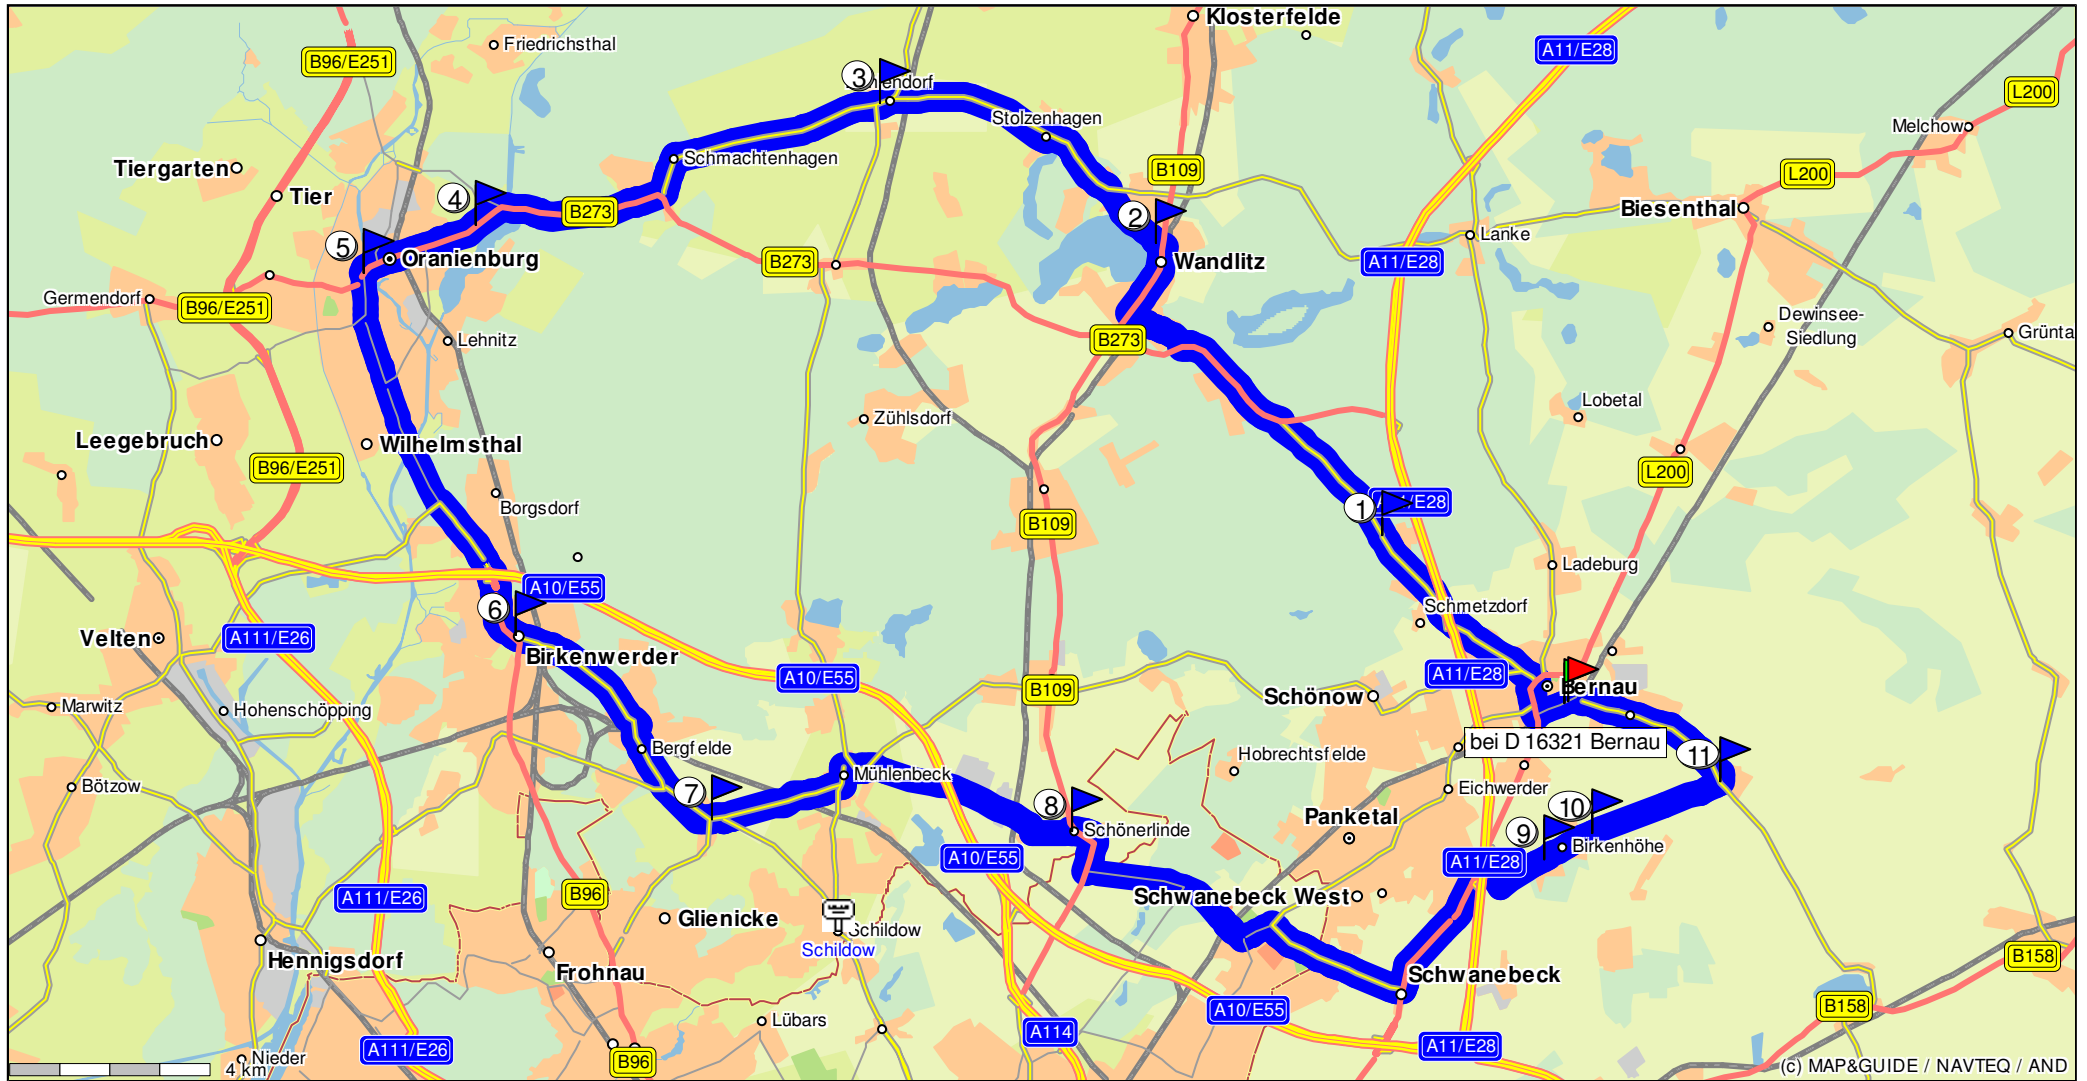 Klosterfelde
Friedrichsthal
B96/E251
A11/E28
3
L200
Stolzenhagen
Melchow
Schmachtenhagen
Tiergarten
B109
L200
Tier
4
B273
2
Biesenthal
5
Lanke
Oranienburg
B273
Wandlitz
A11/E28
Germendorf
B96/E251
Dewinsee-
Siedlung
Lehnitz
B273
Grünta
Lobetal
Zühlsdorf
Leegebruch
Wilhelmsthal
B96/E251
L200
Borgsdorf
1
B109
Ladeburg
A10/E55
6
Schmetzdorf
Velten
A111/E26
Birkenwerder
A10/E55
A11/E28
B109
Schönow
Bernau
Marwitz
Hohenschöpping
bei D 16321 Bernau
Bergfelde
Hobrechtsfelde
11
Mühlenbeck
Bötzow
7
Eichwerder
8
10
Panketal
Schönerlinde
9
Birkenhöhe
A10/E55
A11/E28
B96
A111/E26
Schwanebeck West
Glienicke
Schildow
Schildow
Hennigsdorf
Frohnau
Schwanebeck
B158
B158
A10/E55
Lübars
A114
A11/E28
A111/E26
Nieder
B96
4 km
(c) MAP&GUIDE / NAVTEQ / AND